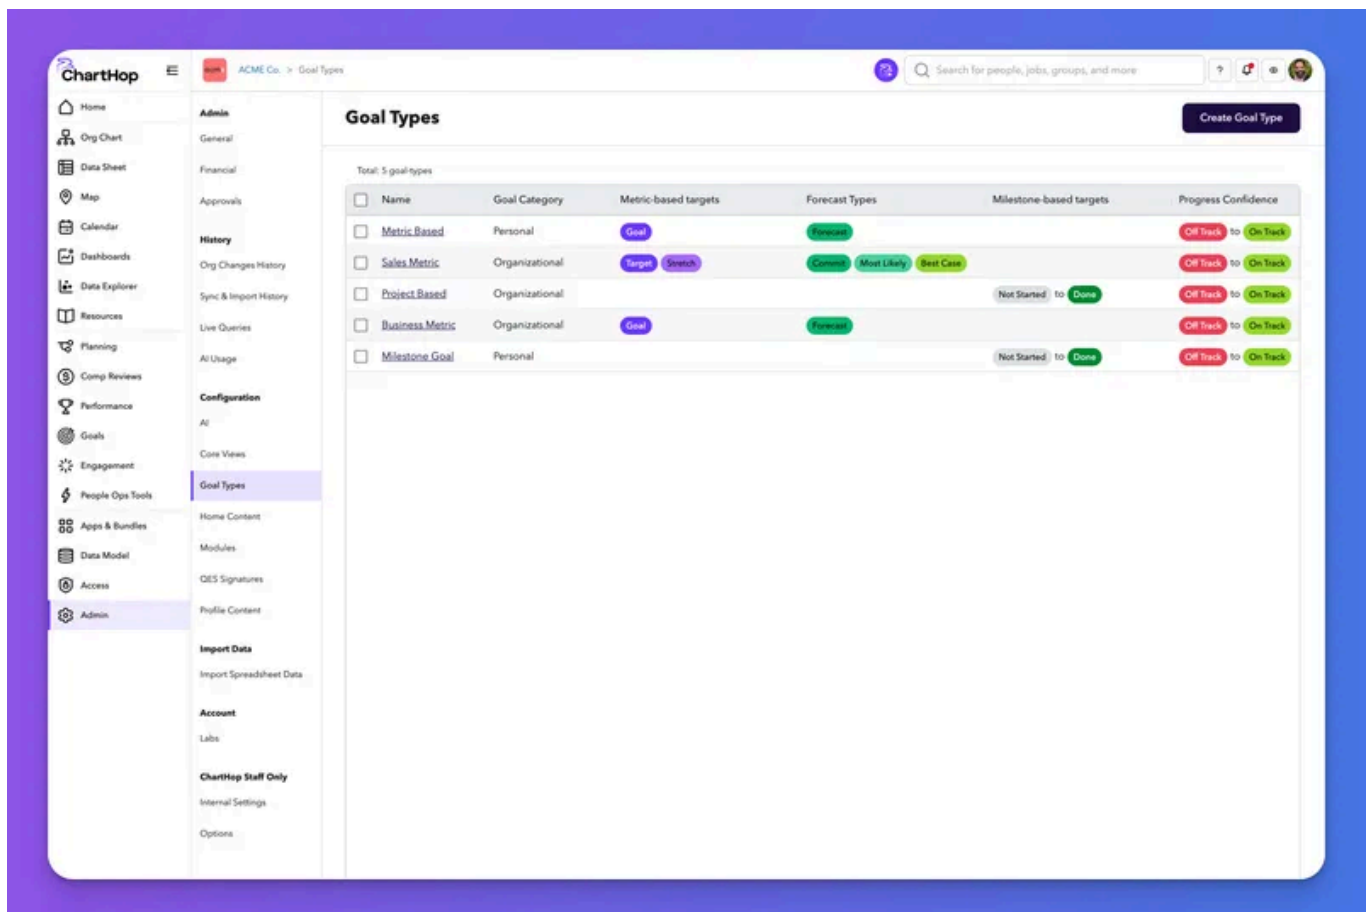 ChartHop
ACME Co. > Goal Types
Search for people, jobs, groups, and more
?
Home
Org Chart
Data Sheet
Map
Calendar
Dashboards
Data Explorer
Resources
Planning
Comp Reviews
Performance
Goals
Engagement
People Ops Tools
Apps & Bundles
Data Model
Access
Admin
Admin
General
Financial
Approvals
History
Org Changes History
Sync & Import History
Live Queries
AI Usage
Configuration
AI
Core Views
Goal Types
Home Content
Modules
QES Signatures
Profile Content
Import Data
Import Spreadsheet Data
Account
Labs
ChartHop Staff Only
Internal Settings
Options
Goal Types
Create Goal Type
Total: 5 goal-types
Name Goal Category Metric-based targets Forecast Types Milestone-based targets Progress Confidence
Metric Based Personal Goal Forecast Off Track to On Track
Sales Metric Organizational Target Stretch Commit Most Likely Best Case Off Track to On Track
Project Based Organizational Not Started to Done Off Track to On Track
Business Metric Organizational Goal Forecast Off Track to On Track
Milestone Goal Personal Not Started to Done Off Track to On Track